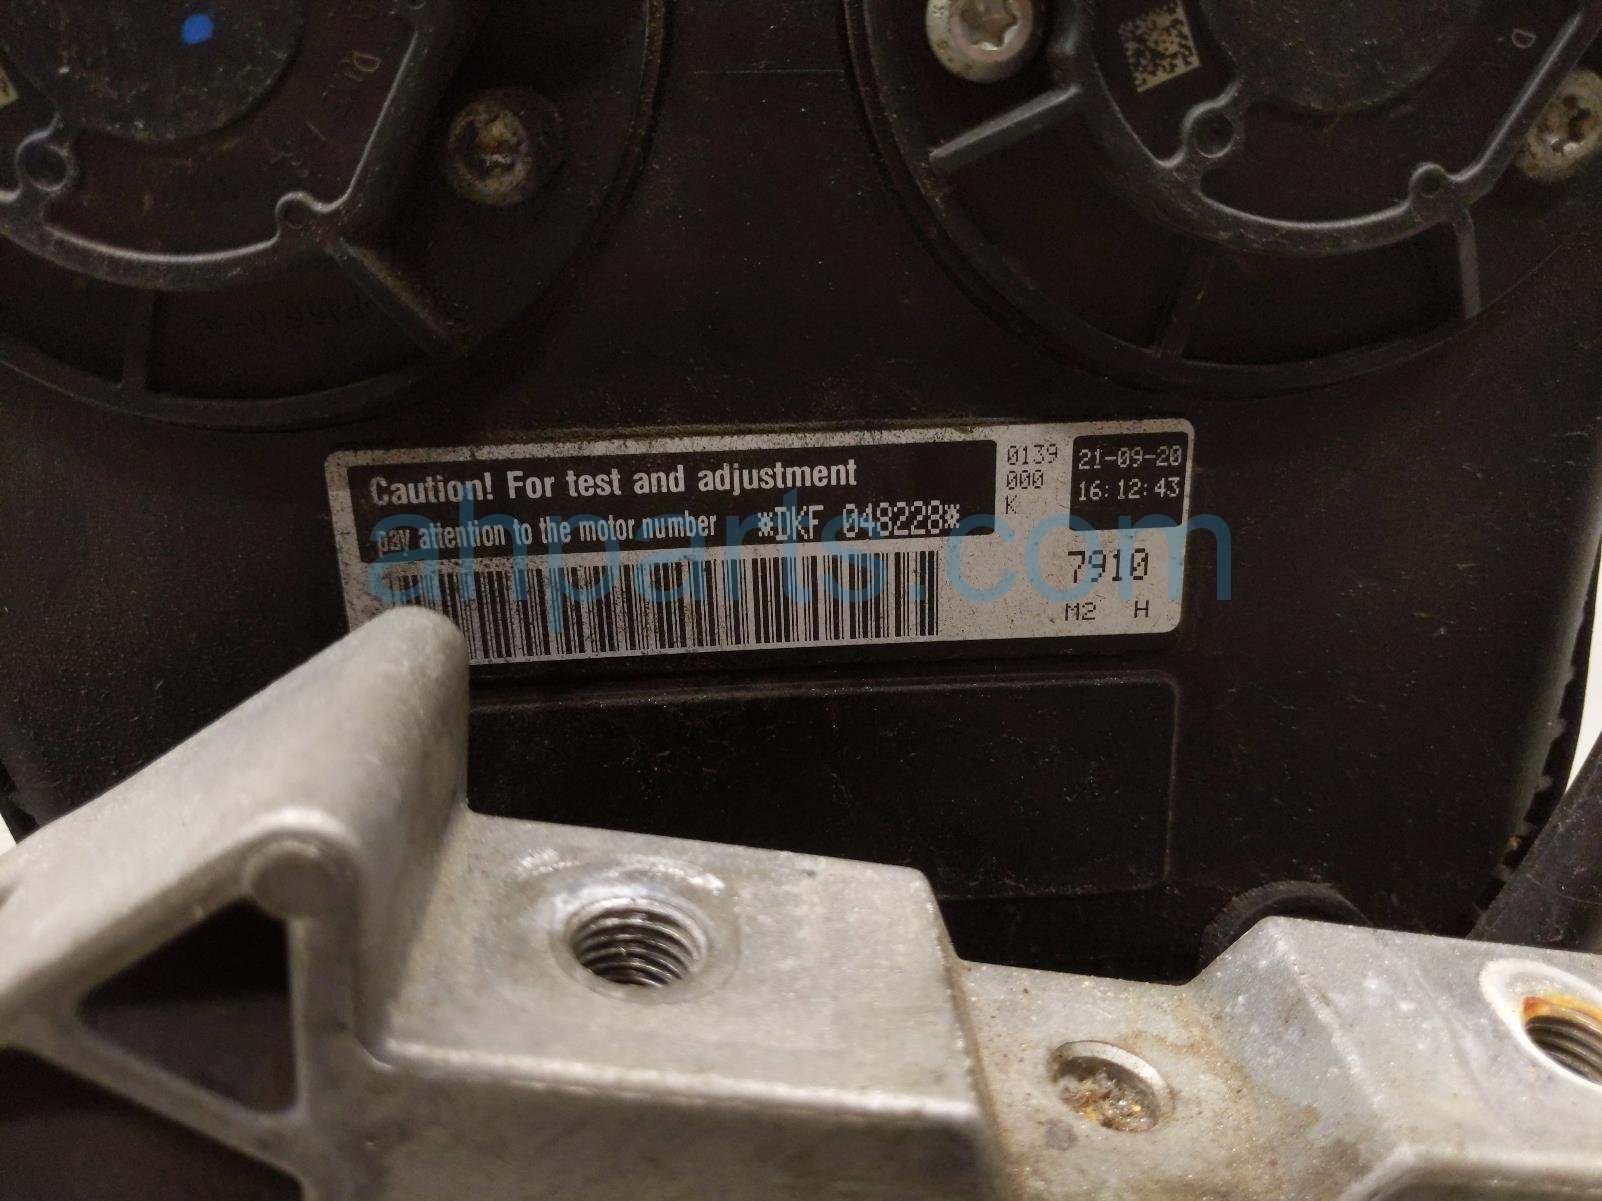 Caution! For test and adjustment
pay attention to the motor number *DKF 048228*
0139
000
K
21-09-20
16:12:43
7910
M2 H
ahparts.com